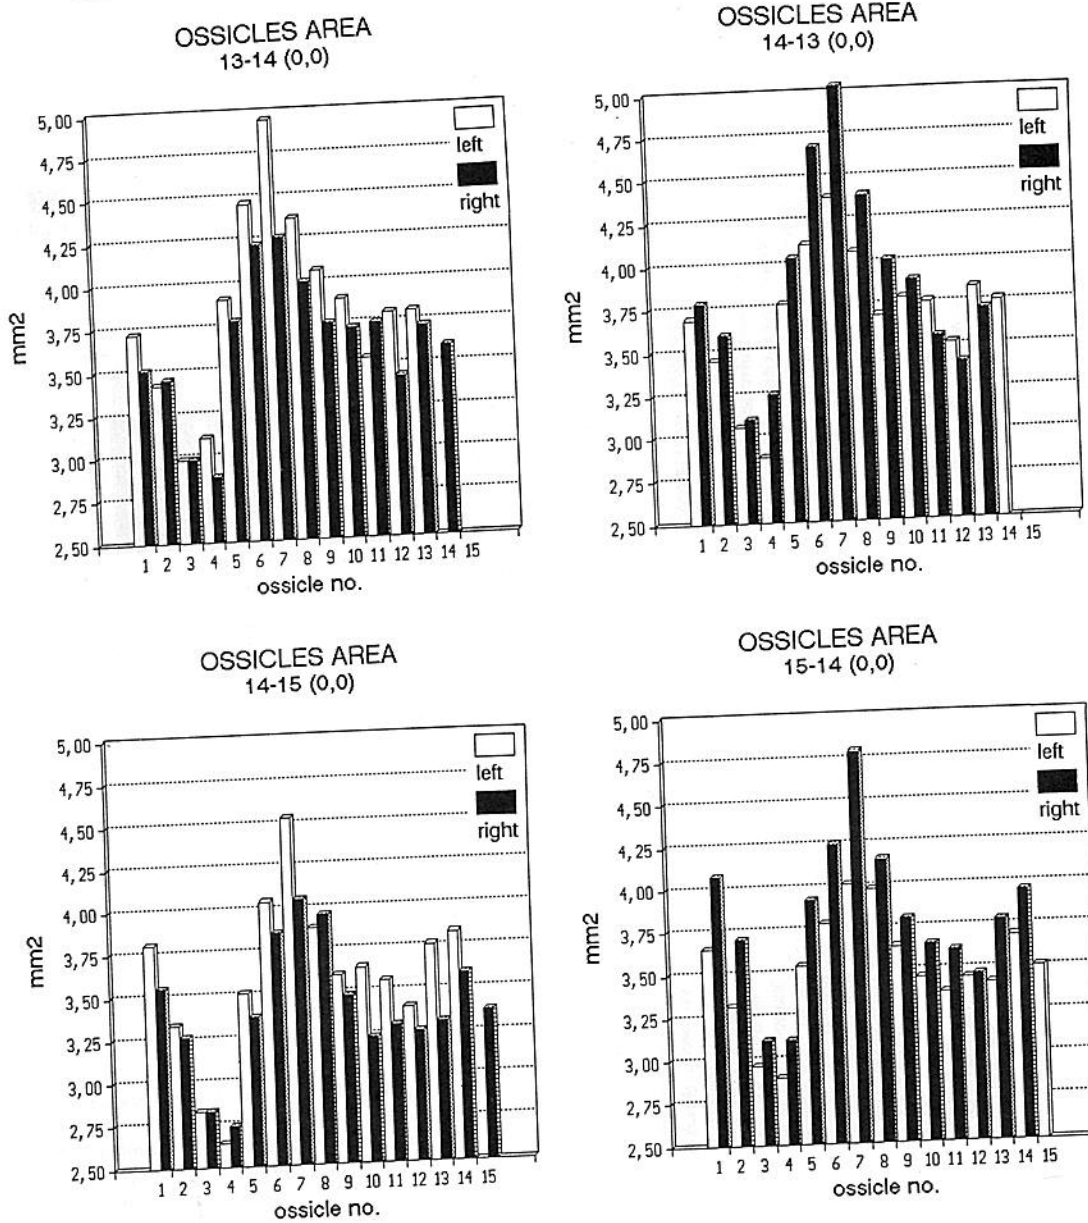 OSSICLES AREA
13-14 (0,0)
5,00
4,75
4,50
4,25
4,00
3,75
3,50
3,25
3,00
2,75
2,50
mm2
left
right
1 2 3 4 5 6 7 8 9 10 11 12 13 14 15
ossicle no.
OSSICLES AREA
14-13 (0,0)
5,00
4,75
4,50
4,25
4,00
3,75
3,50
3,25
3,00
2,75
2,50
mm2
left
right
1 2 3 4 5 6 7 8 9 10 11 12 13 14 15
ossicle no.
OSSICLES AREA
14-15 (0,0)
5,00
4,75
4,50
4,25
4,00
3,75
3,50
3,25
3,00
2,75
2,50
mm2
left
right
1 2 3 4 5 6 7 8 9 10 11 12 13 14 15
ossicle no.
OSSICLES AREA
15-14 (0,0)
5,00
4,75
4,50
4,25
4,00
3,75
3,50
3,25
3,00
2,75
2,50
mm2
left
right
1 2 3 4 5 6 7 8 9 10 11 12 13 14 15
ossicle no.